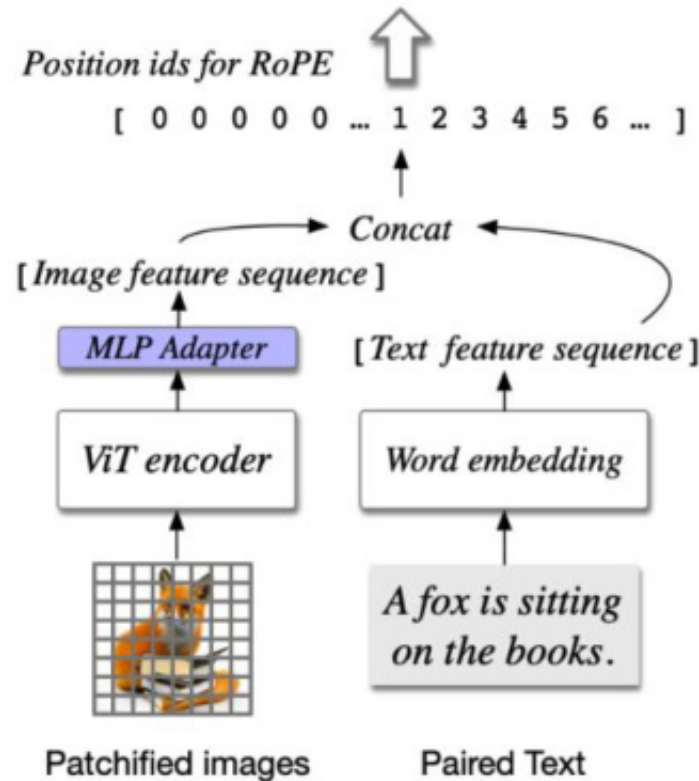 Position ids for RoPE
[ 0 0 0 0 0 ... 1 2 3 4 5 6 ... ]
Concat
[Image feature sequence]
MLP Adapter
[Text feature sequence]
ViT encoder
Word embedding
A fox is sitting
on the books.
Patchified images
Paired Text